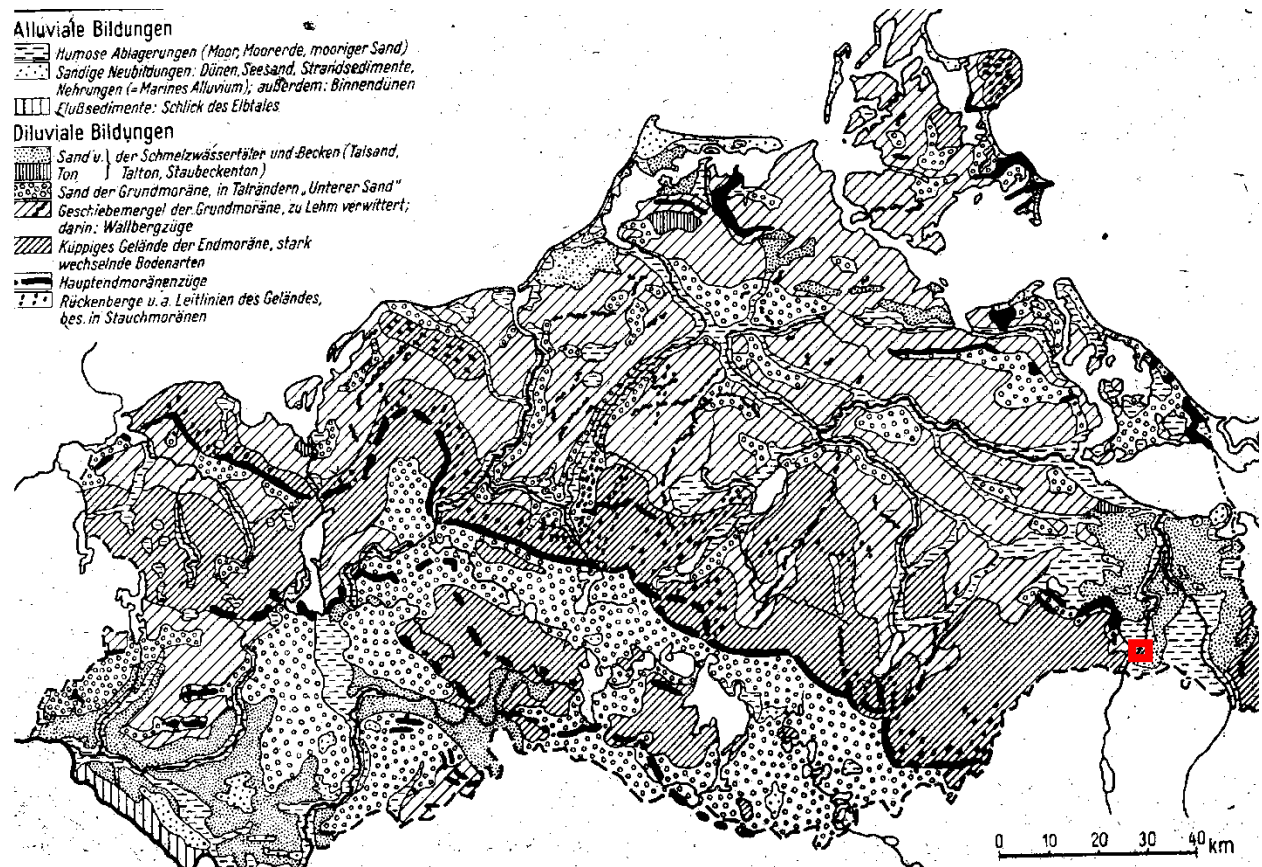 Alluviale Bildungen
Humose Ablagerungen (Moor, Moorerde, mooriger Sand)
Sandige Neubildungen: Dünen, Seesand, Strandsedimente,
Nehrungen (= Marines Alluvium); außerdem: Binnendünen
Flußsedimente: Schlick des Elbtales
Diluviale Bildungen
Sand u. } der Schmelzwässertäler und Becken (Talsand,
Ton } Talton, Staubeckenton)
Sand der Grundmoräne, in Talrändern „Unterer Sand"
Geschiebemergel der Grundmoräne, zu Lehm verwittert;
darin: Wallbergzüge
Kuppiges Gelände der Endmoräne, stark
wechselnde Bodenarten
Hauptendmoränenzüge
Rückenberge u. a. Leitlinien des Geländes,
bes. in Stauchmoränen
0 10 20 30 40 km